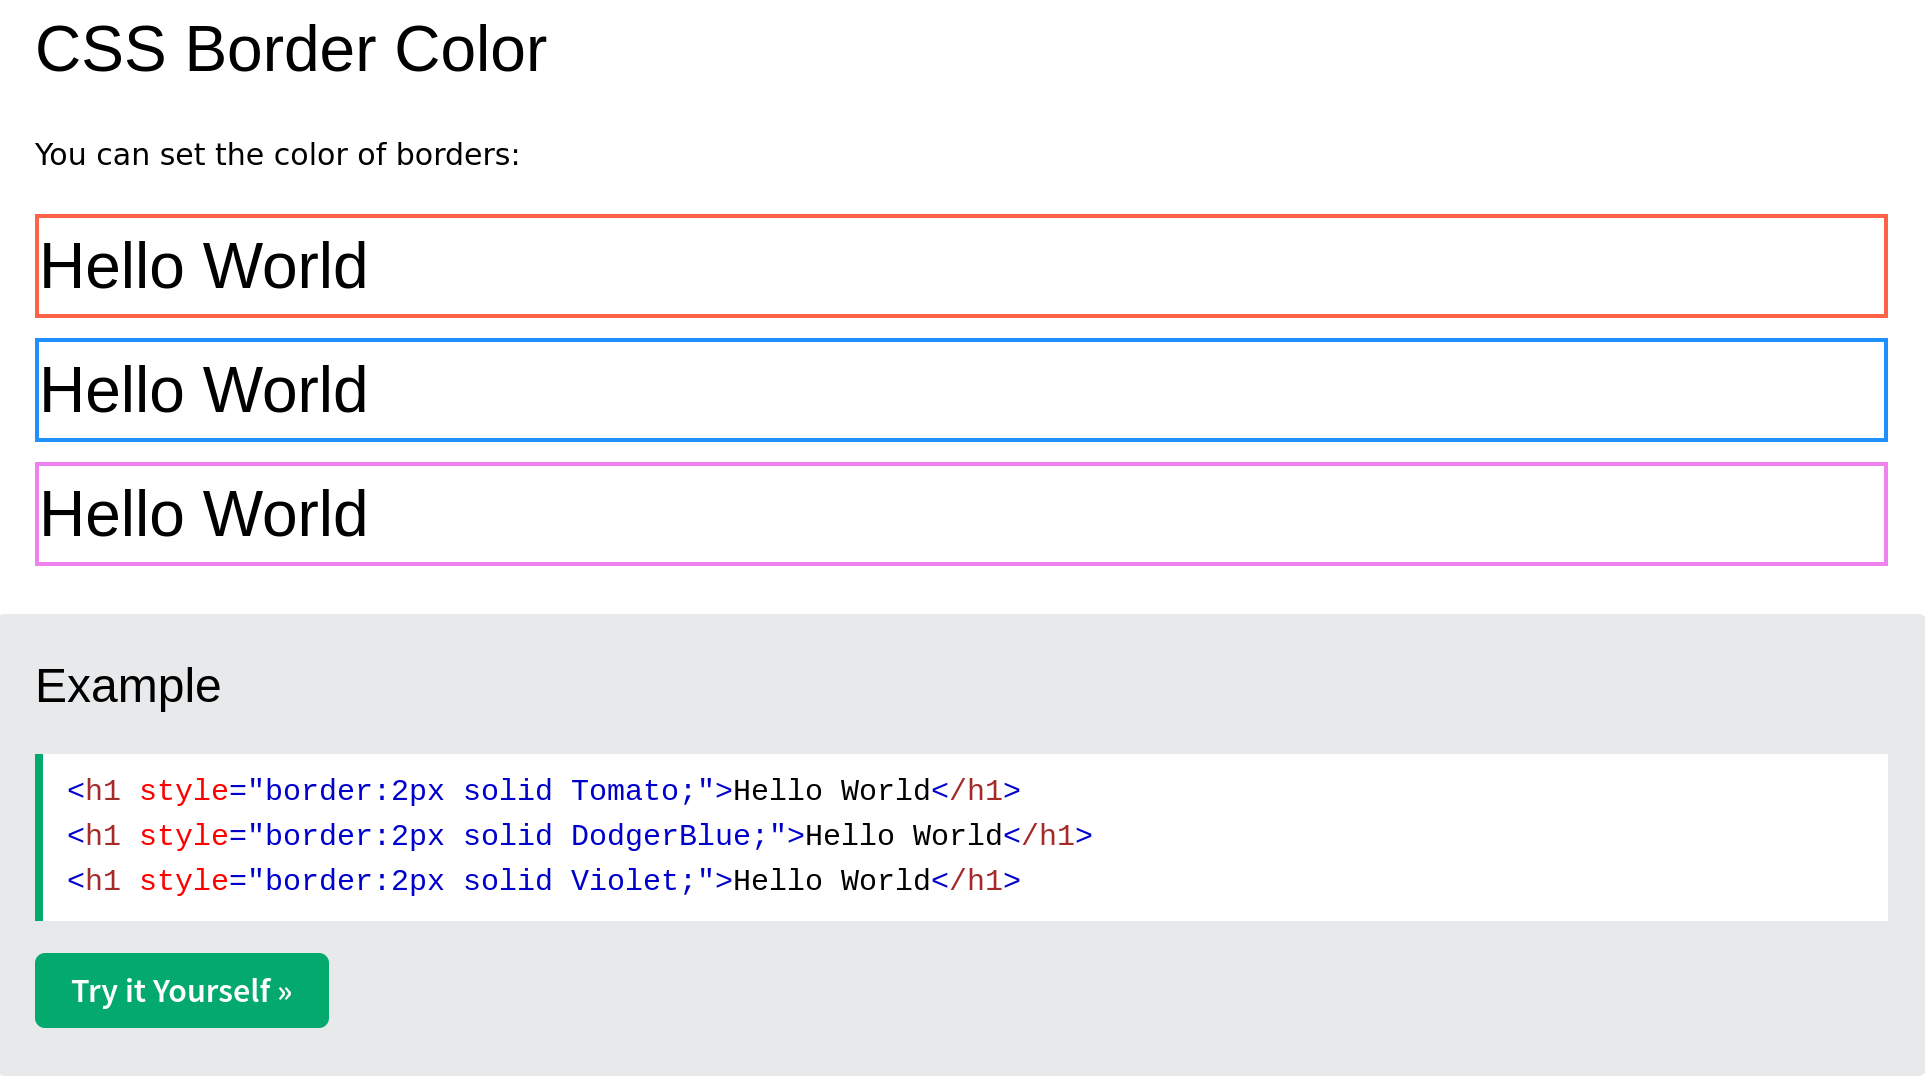 CSS Border Color
You can set the color of borders:
Hello World
Hello World
Hello World
Example
<h1 style="border:2px solid Tomato;">Hello World</h1>
<h1 style="border:2px solid DodgerBlue;">Hello World</h1>
<h1 style="border:2px solid Violet;">Hello World</h1>
Try it Yourself »